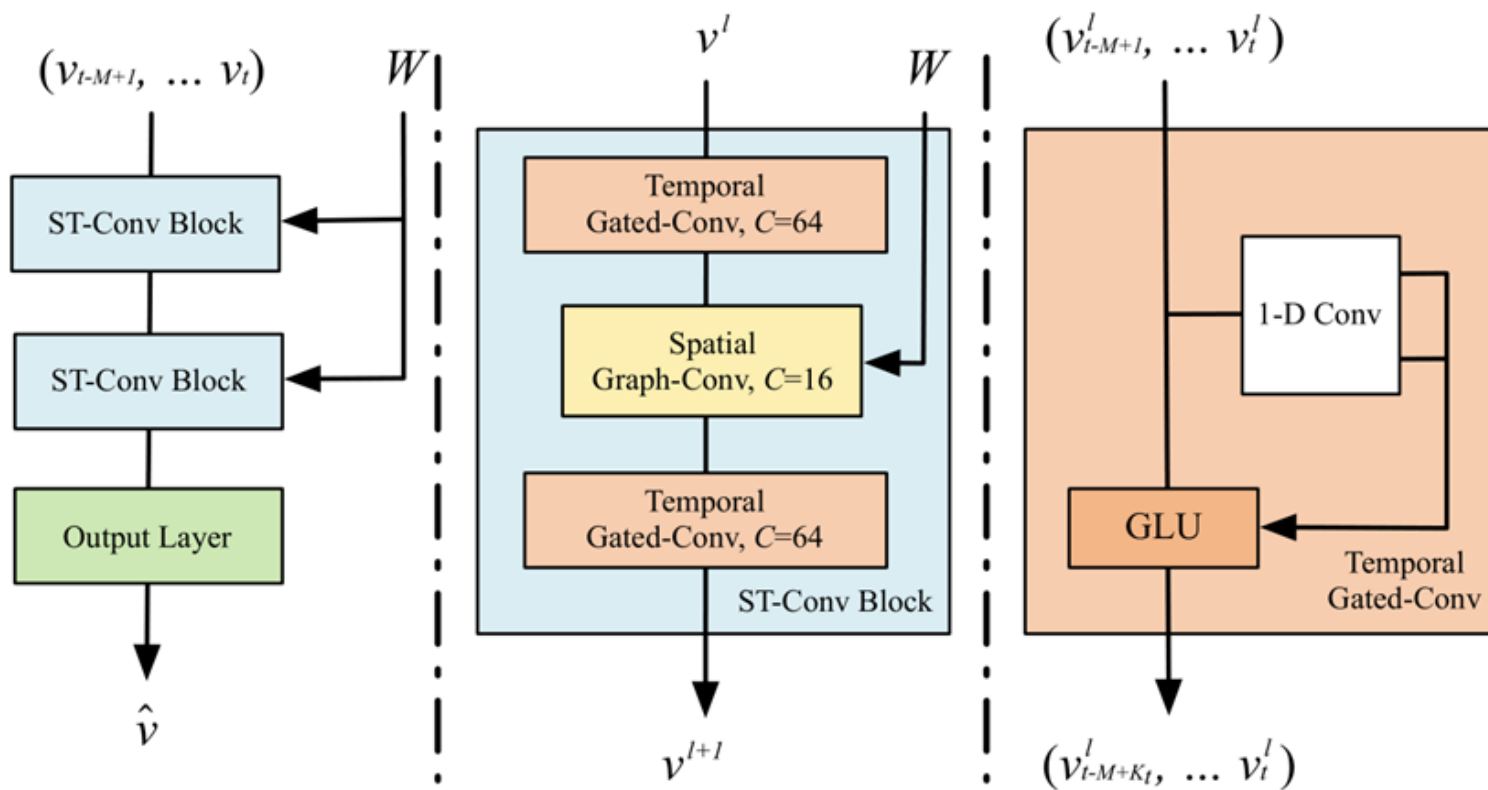 (v_{t-M+1}, ... v_t)
W
ST-Conv Block
ST-Conv Block
Output Layer
v̂
v^l
W
Temporal
Gated-Conv, C=64
Spatial
Graph-Conv, C=16
Temporal
Gated-Conv, C=64
ST-Conv Block
v^{l+1}
(v^l_{t-M+1}, ... v^l_t)
1-D Conv
GLU
Temporal
Gated-Conv
(v^l_{t-M+K_t}, ... v^l_t)